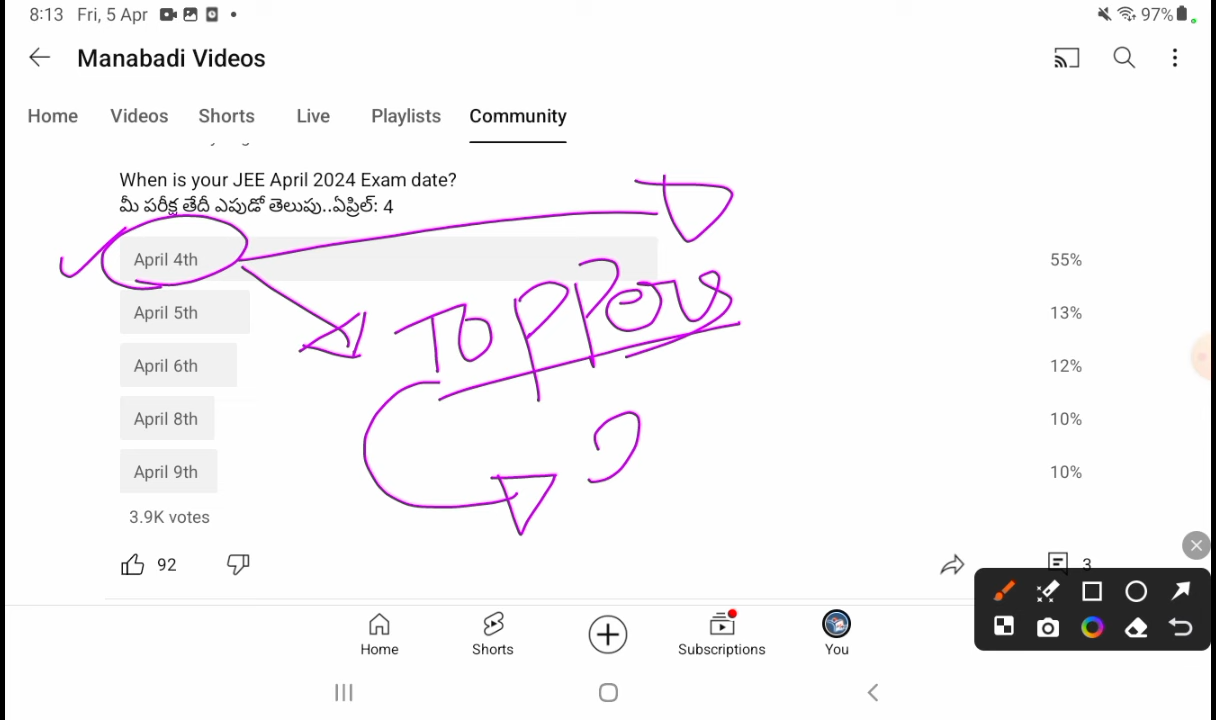 8:13 Fri, 5 Apr
97%
Manabadi Videos
Home Videos Shorts Live Playlists Community
When is your JEE April 2024 Exam date?
మీ పరీక్ష తేదీ ఎపుడో తెలుపు..ఏప్రిల్: 4
April 4th 55%
April 5th 13%
Toppers
April 6th 12%
April 8th 10%
April 9th 10%
3.9K votes
92
3
Home Shorts Subscriptions You